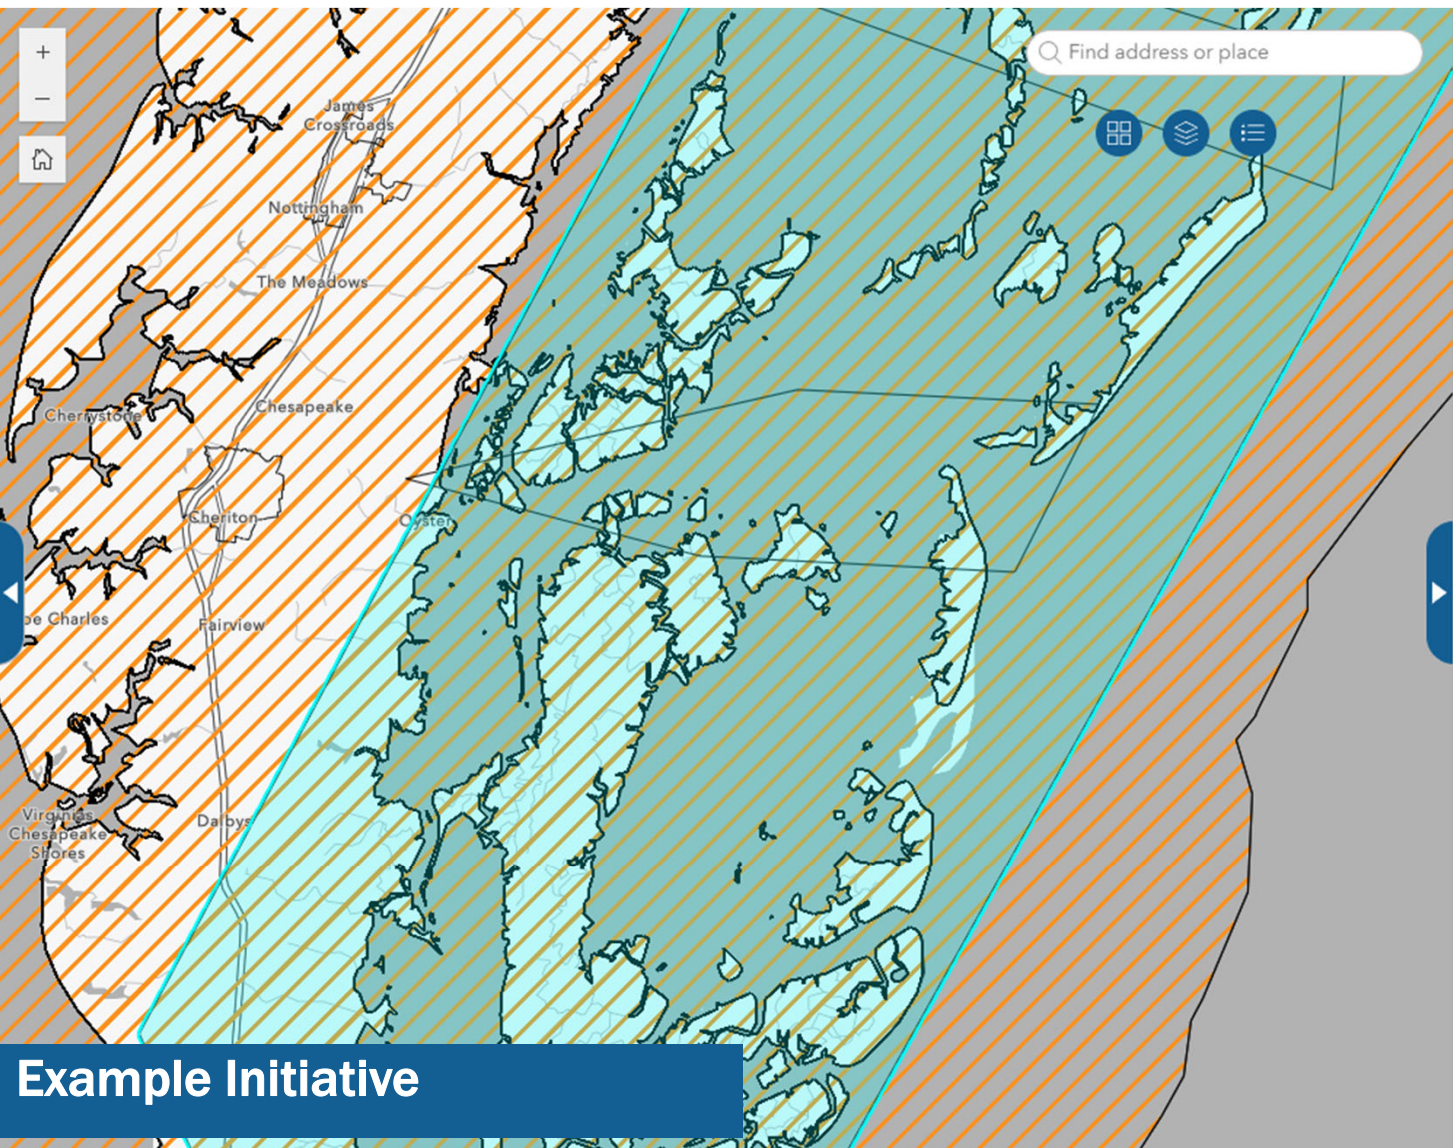 +
Find address or place
−
James
Crossroads
Nottingham
The Meadows
Chesapeake
Cherrystone
Cheriton
Oyster
pe Charles
Fairview
Virginias
Chesapeake
Shores
Dalbys
Example Initiative